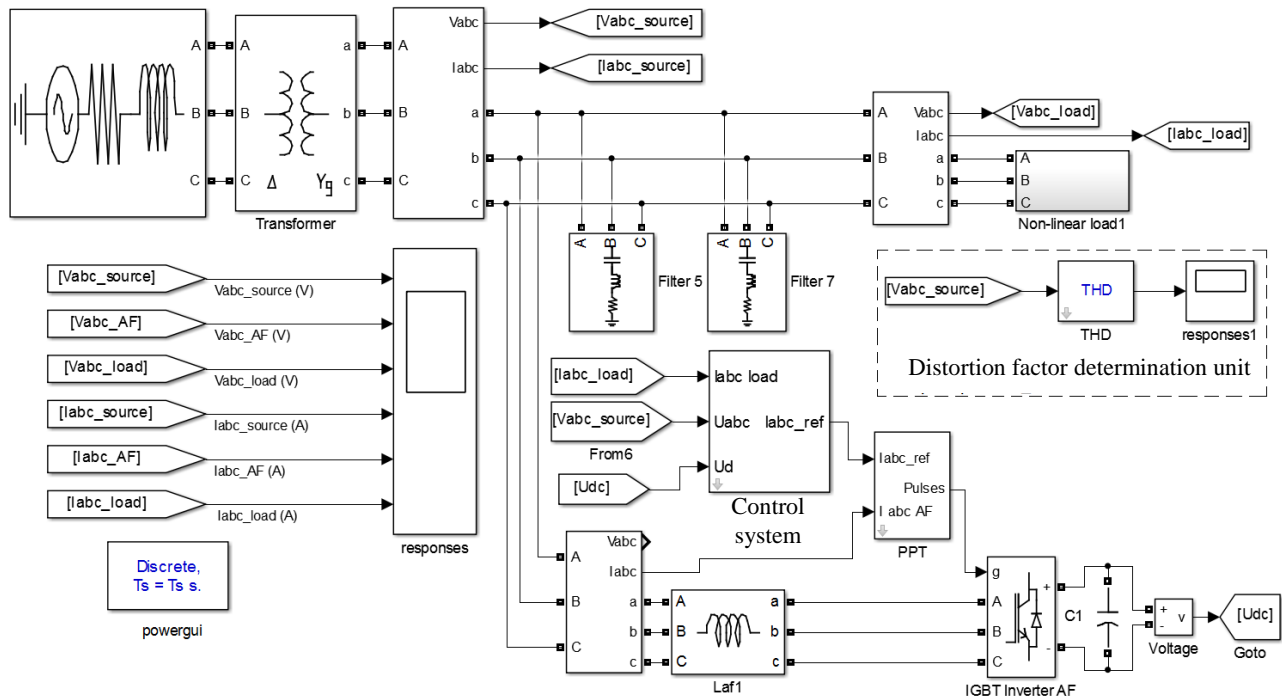 A
B
C
A
B
C
Δ
Yg
a
b
c
Transformer
A
B
C
Vabc
Iabc
a
b
c
[Vabc_source]
[Iabc_source]
A
B
C
Vabc
Iabc
a
b
c
[Vabc_load]
[Iabc_load]
A
B
C
Non-linear load1
A
B
C
Filter 5
A
B
C
Filter 7
[Vabc_source]
THD
THD
responses1
Distortion factor determination unit
[Vabc_source]
Vabc_source (V)
[Vabc_AF]
Vabc_AF (V)
[Vabc_load]
Vabc_load (V)
[Iabc_source]
Iabc_source (A)
[Iabc_AF]
Iabc_AF (A)
[Iabc_load]
Iabc_load (A)
responses
Discrete,
Ts = Ts s.
powergui
[Iabc_load]
[Vabc_source]
From6
[Udc]
Iabc load
Uabc
Ud
Iabc_ref
Control
system
Iabc_ref
Pulses
I abc AF
PPT
A
B
C
Vabc
Iabc
a
b
c
A
B
C
a
b
c
Laf1
g
A
B
C
+
-
IGBT Inverter AF
C1
+
-
v
Voltage
[Udc]
Goto